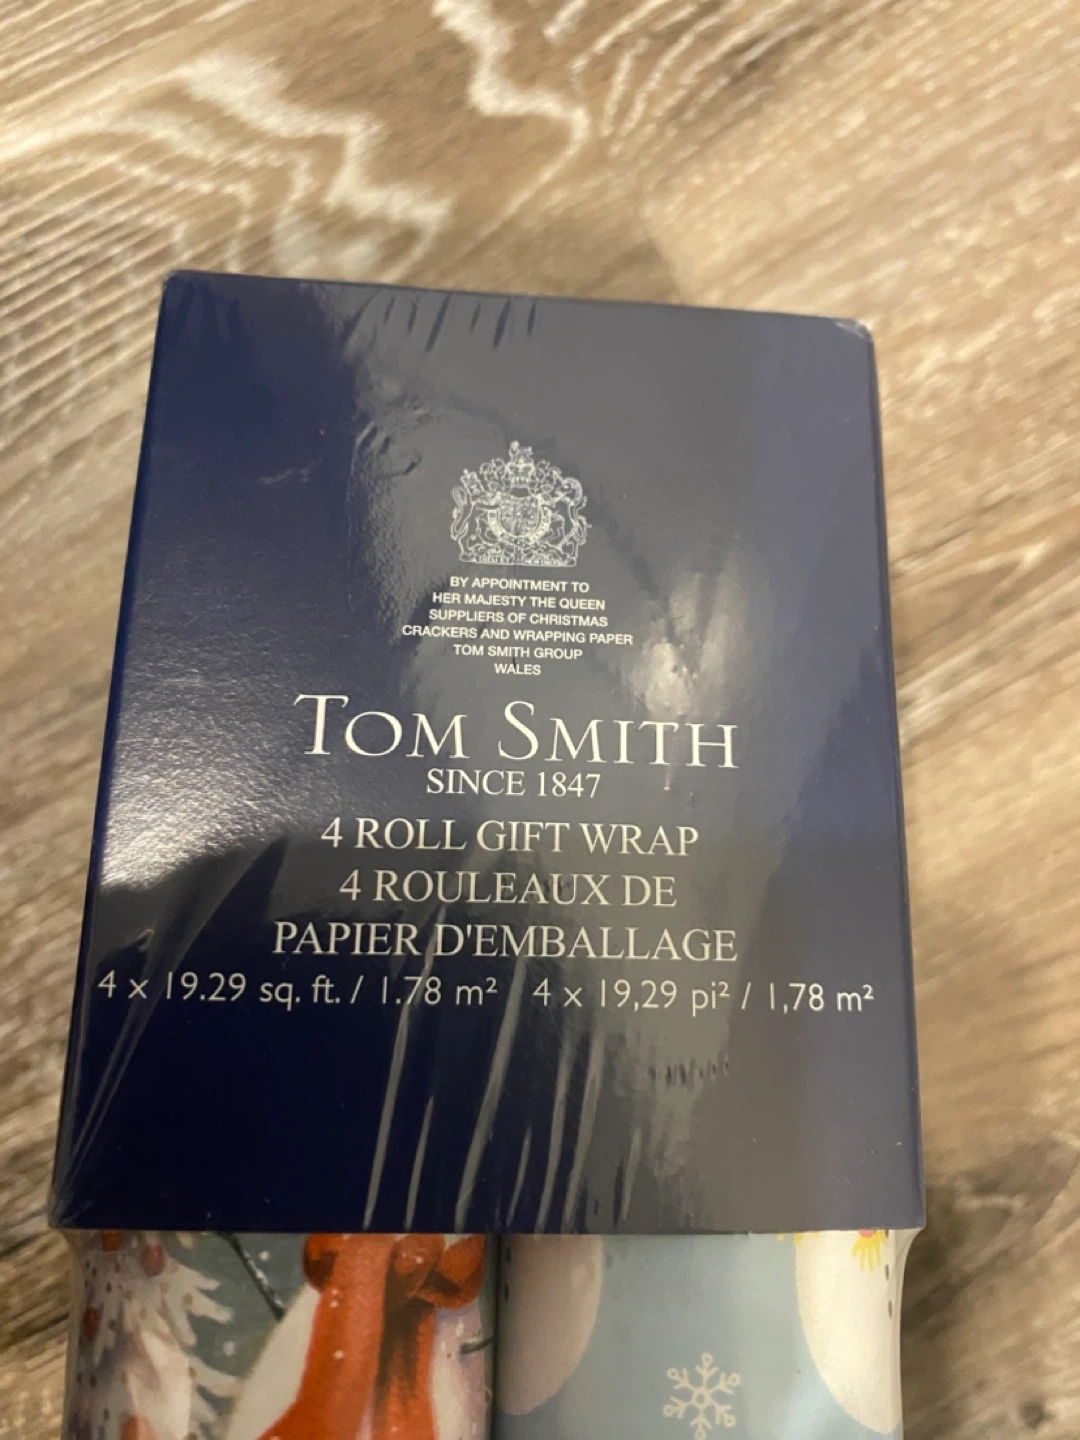 BY APPOINTMENT TO
HER MAJESTY THE QUEEN
SUPPLIERS OF CHRISTMAS
CRACKERS AND WRAPPING PAPER
TOM SMITH GROUP
WALES
TOM SMITH
SINCE 1847
4 ROLL GIFT WRAP
4 ROULEAUX DE
PAPIER D'EMBALLAGE
4 x 19.29 sq. ft. / 1.78 m² 4 x 19,29 pi² / 1,78 m²